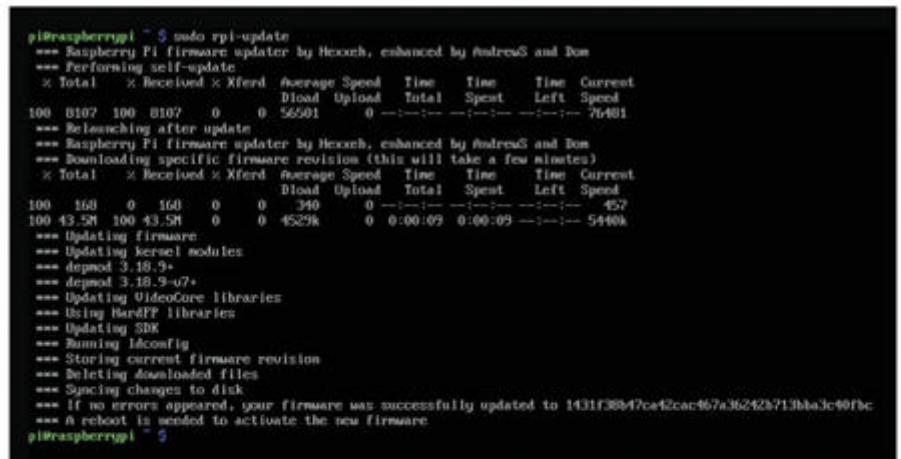 pi@raspberrypi ~ $ sudo rpi-update
*** Raspberry Pi firmware updater by Hexxeh, enhanced by AndrewS and Dom
*** Performing self-update
% Total % Received % Xferd Average Speed Time Time Time Current
Dload Upload Total Spent Left Speed
100 8107 100 8107 0 0 56501 0 --:--:-- --:--:-- --:--:-- 76481
*** Relaunching after update
*** Raspberry Pi firmware updater by Hexxeh, enhanced by AndrewS and Dom
*** Downloading specific firmware revision (this will take a few minutes)
% Total % Received % Xferd Average Speed Time Time Time Current
Dload Upload Total Spent Left Speed
100 168 0 168 0 0 340 0 --:--:-- --:--:-- --:--:-- 457
100 43.5M 100 43.5M 0 0 4529k 0 0:00:09 0:00:09 --:--:-- 5440k
*** Updating firmware
*** Updating kernel modules
*** depmod 3.18.9+
*** depmod 3.18.9-v7+
*** Updating VideoCore libraries
*** Using HardFP libraries
*** Updating SDK
*** Running ldconfig
*** Storing current firmware revision
*** Deleting downloaded files
*** Syncing changes to disk
*** If no errors appeared, your firmware was successfully updated to
*** A reboot is needed to activate the new firmware
pi@raspberrypi ~ $